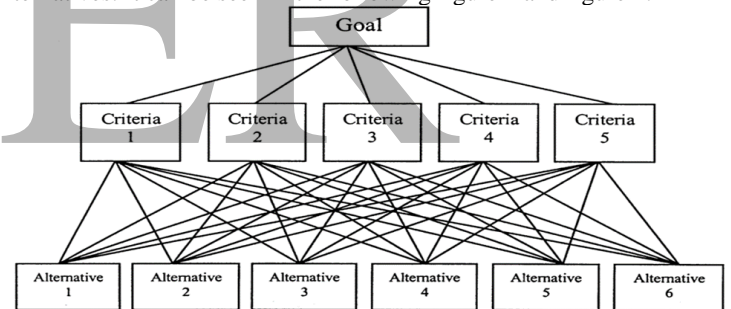 Goal
Criteria Criteria Criteria Criteria Criteria
1 2 3 4 5
Alternative Alternative Alternative Alternative Alternative Alternative
1 2 3 4 5 6